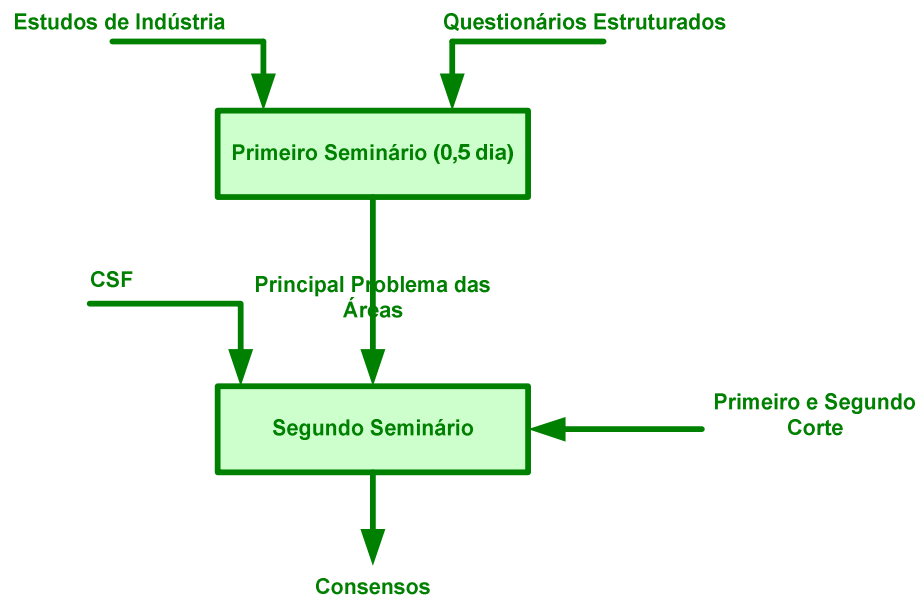 Estudos de Indústria
Questionários Estruturados
Primeiro Seminário (0,5 dia)
CSF
Principal Problema das
Áreas
Primeiro e Segundo
Corte
Segundo Seminário
Consensos